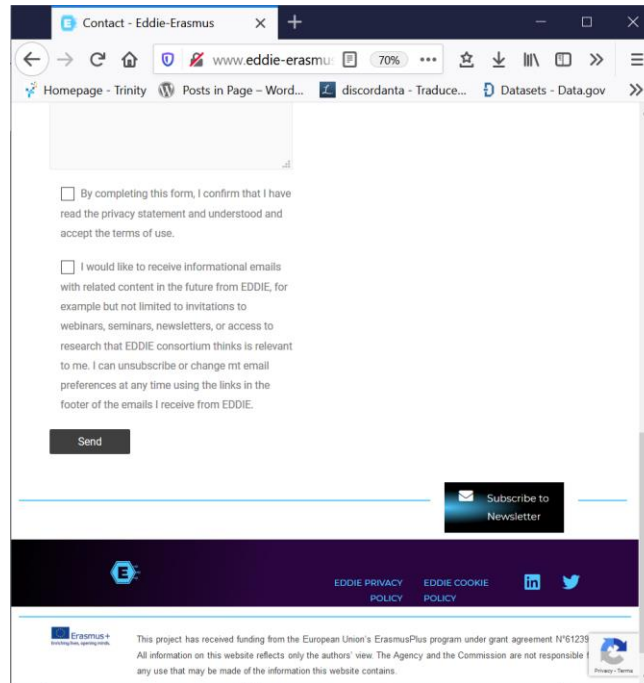 Contact - Eddie-Erasmus
www.eddie-erasmu
70%
Homepage - Trinity Posts in Page – Word... discordanta - Traduce... Datasets - Data.gov
By completing this form, I confirm that I have
read the privacy statement and understood and
accept the terms of use.
I would like to receive informational emails
with related content in the future from EDDIE, for
example but not limited to invitations to
webinars, seminars, newsletters, or access to
research that EDDIE consortium thinks is relevant
to me. I can unsubscribe or change mt email
preferences at any time using the links in the
footer of the emails I receive from EDDIE.
Send
Subscribe to
Newsletter
EDDIE PRIVACY
POLICY
EDDIE COOKIE
POLICY
Erasmus+
Enriching lives, opening minds.
This project has received funding from the European Union's ErasmusPlus program under grant agreement N°61239
All information on this website reflects only the authors' view. The Agency and the Commission are not responsible
any use that may be made of the information this website contains.
Privacy - Terms